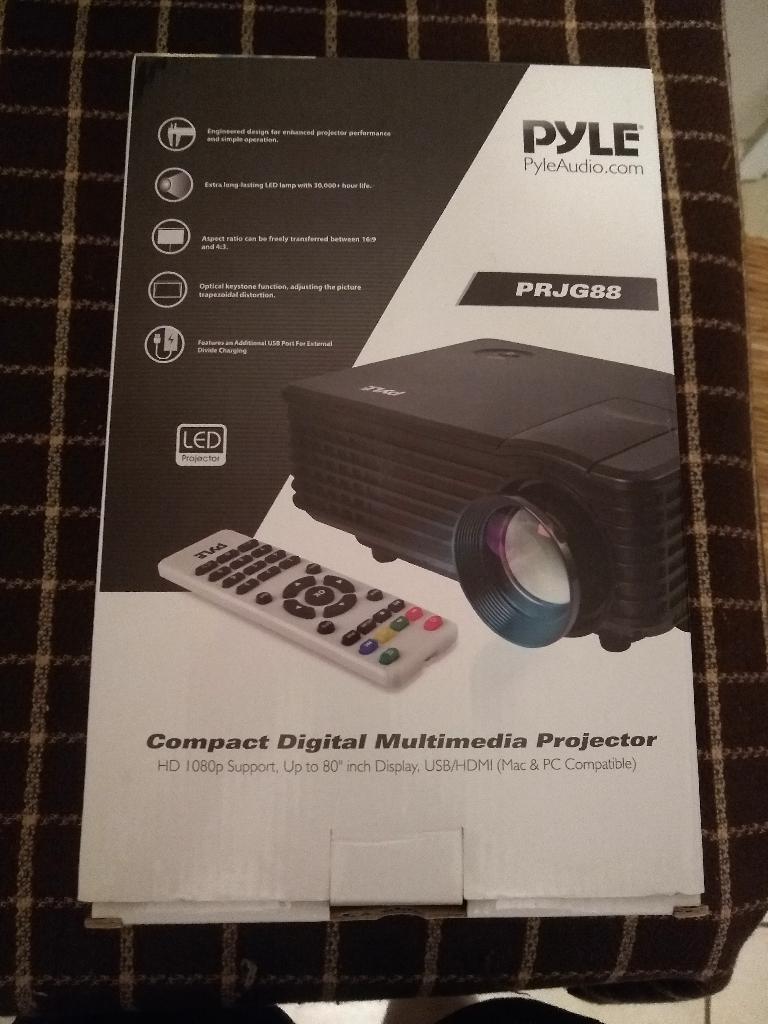 Engineered design for enhanced projector performance
and simple operation.
Extra long-lasting LED lamp with 30,000+ hour life.
Aspect ratio can be freely transferred between 16:9
and 4:3.
Optical keystone function, adjusting the picture
trapezoidal distortion.
Features an Additional USB Port For External
Divide Charging
LED
Projector
PYLE
PyleAudio.com
PRJG88
PYLE
PYLE
OK
Compact Digital Multimedia Projector
HD 1080p Support, Up to 80" inch Display, USB/HDMI (Mac & PC Compatible)